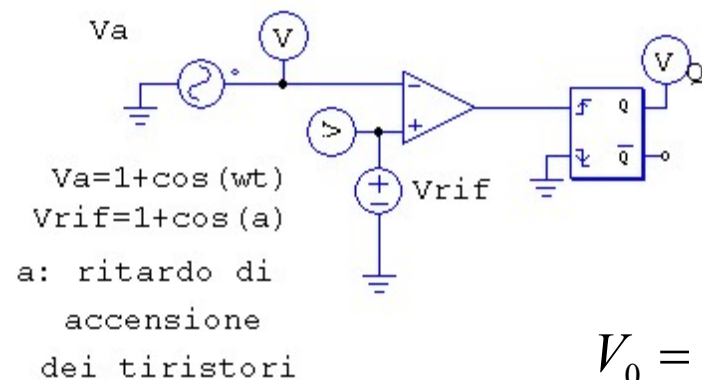 Va
V
V
Q
V
Q
Q
Va=1+cos(wt)
Vrif=1+cos(a)
Vrif
a: ritardo di
accensione
dei tiristori
V0 =